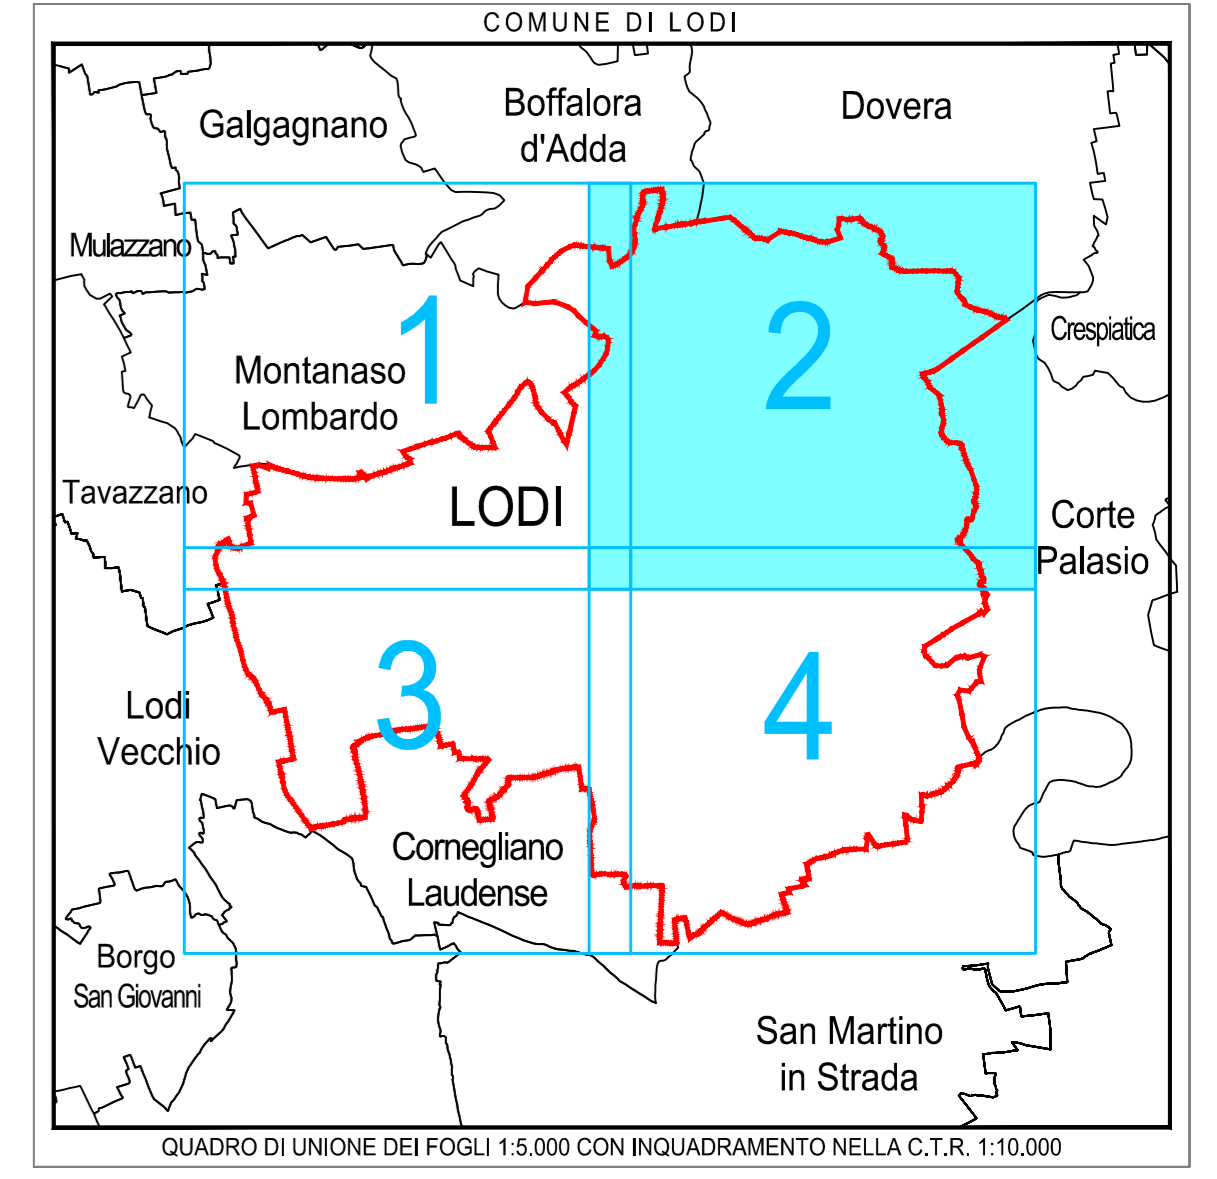 COMUNE DI LODI
Boffalora
d'Adda
Dovera
Galgagnano
Mulazzano
1
2
Crespiatica
Montanaso
Lombardo
Tavazzano
LODI
Corte
Palasio
3
4
Lodi
Vecchio
Cornegliano
Laudense
Borgo
San Giovanni
San Martino
in Strada
QUADRO DI UNIONE DEI FOGLI 1:5.000 CON INQUADRAMENTO NELLA C.T.R. 1:10.000